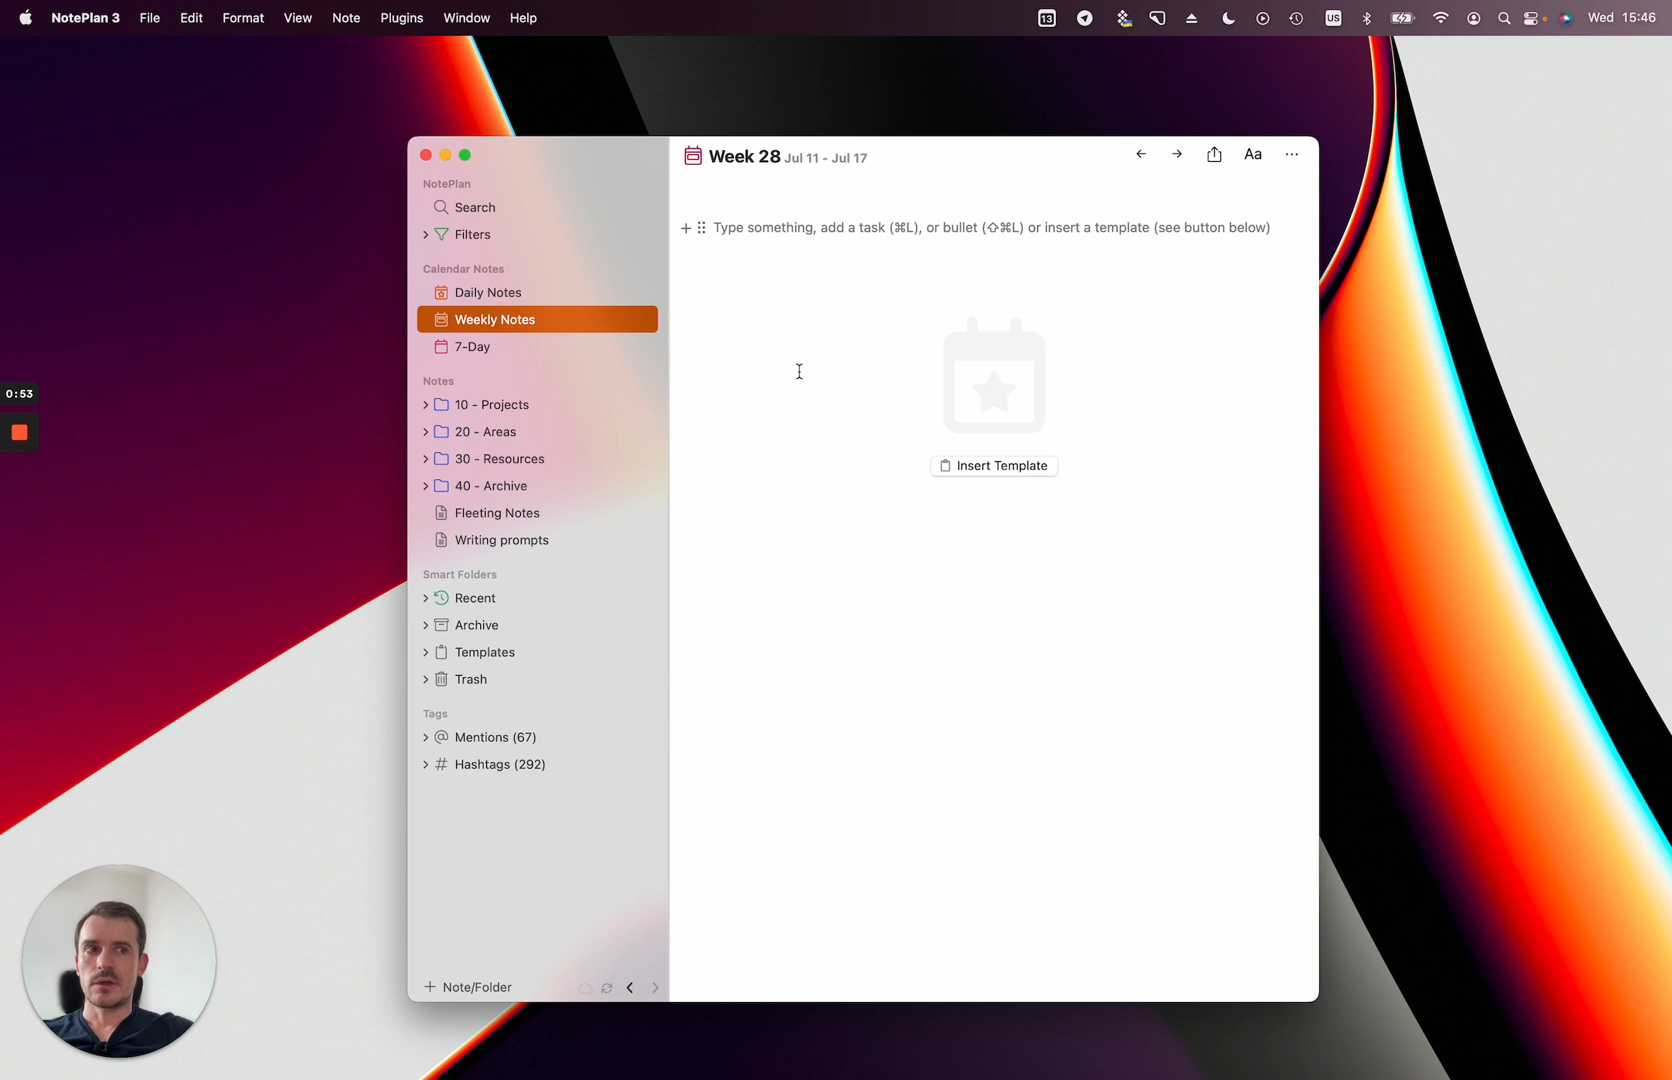 NotePlan 3 File Edit Format View Note Plugins Window Help 13 US Wed 15:46
Week 28 Jul 11 - Jul 17 Aa
NotePlan
Search
Filters
Calendar Notes
Daily Notes
Weekly Notes
7-Day
Notes
10 - Projects
20 - Areas
30 - Resources
40 - Archive
Fleeting Notes
Writing prompts
Smart Folders
Recent
Archive
Templates
Trash
Tags
@ Mentions (67)
# Hashtags (292)
+ Note/Folder
+ Type something, add a task (⌘L), or bullet (⇧⌘L) or insert a template (see button below)
Insert Template
0:53